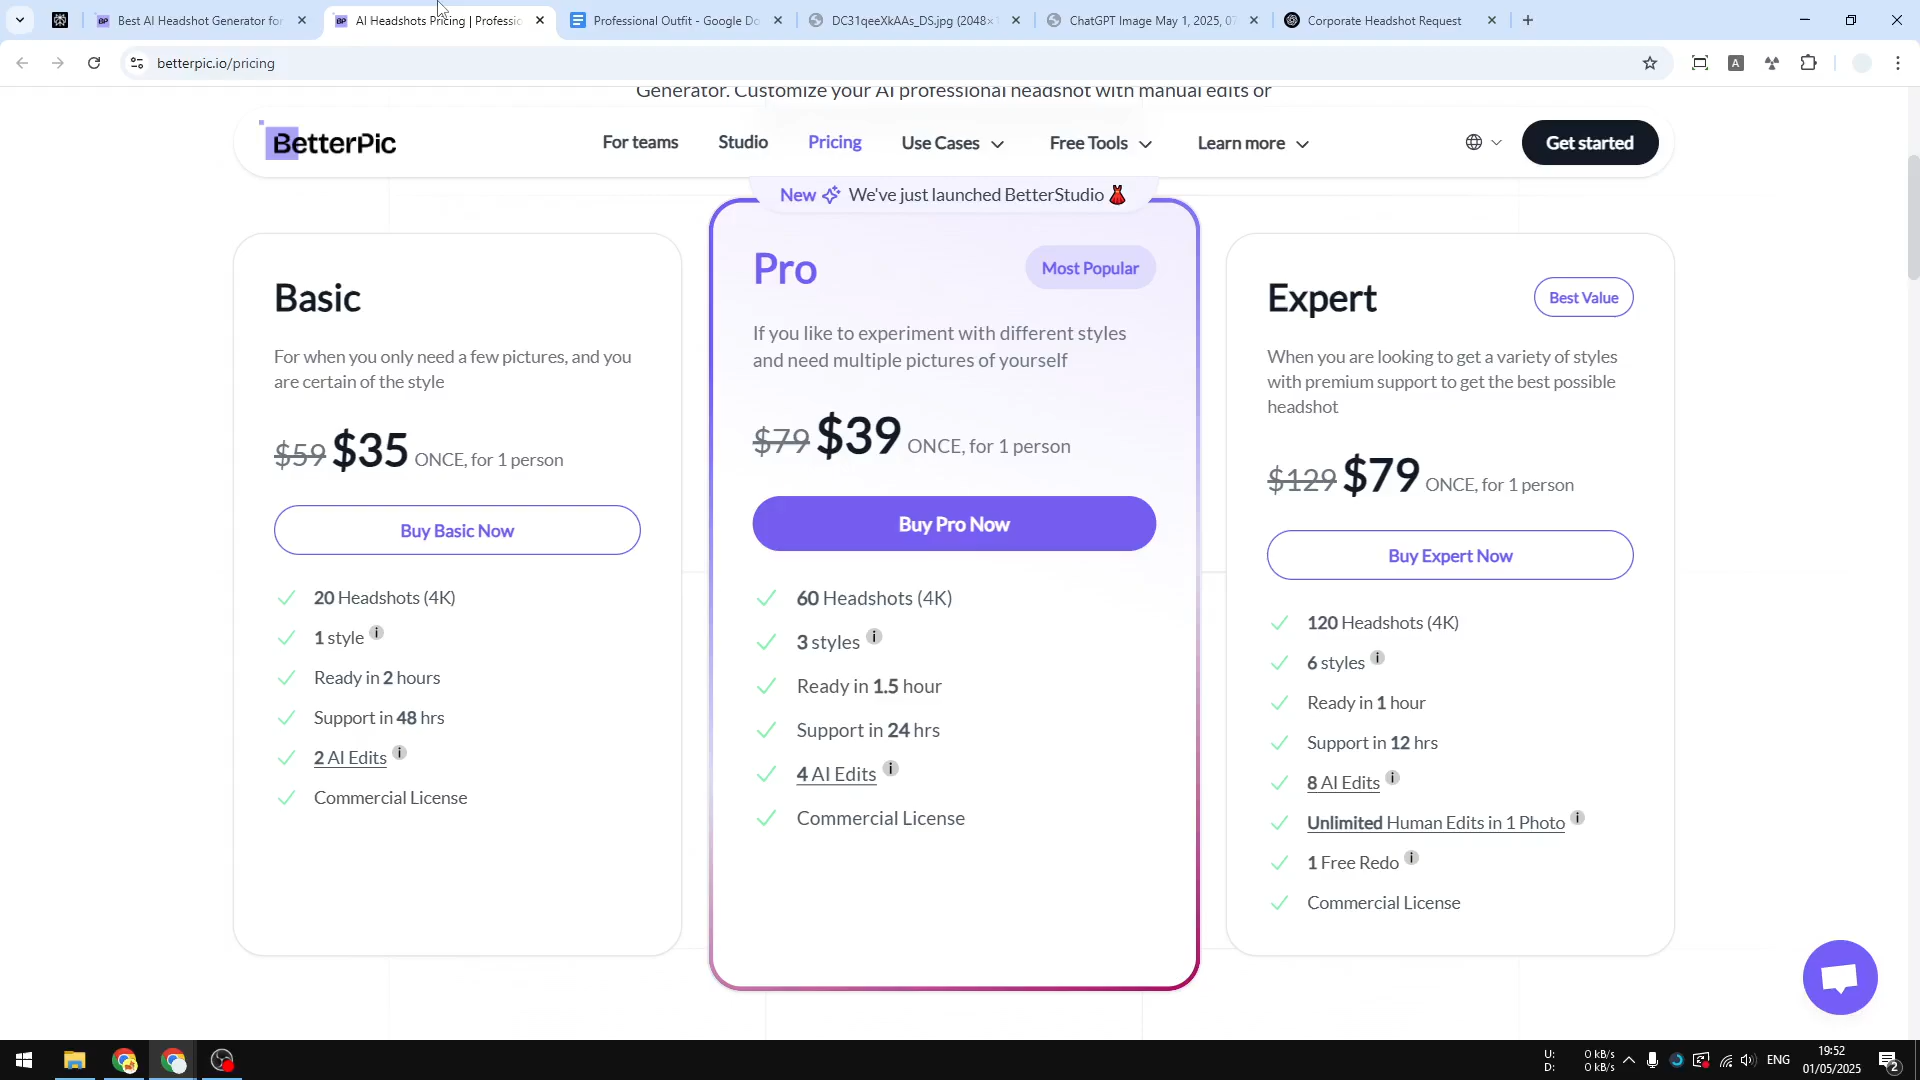 Best AI Headshot Generator for
AI Headshots Pricing | Professio
Professional Outfit - Google Do
DC31qeeXkAAs_DS.jpg (2048×1
ChatGPT Image May 1, 2025, 07
Corporate Headshot Request
betterpic.io/pricing
Generator. Customize your AI professional headshot with manual edits or
BetterPic
For teams
Studio
Pricing
Use Cases
Free Tools
Learn more
Get started
New We've just launched BetterStudio
Basic
For when you only need a few pictures, and you
are certain of the style
$59 $35 ONCE, for 1 person
Buy Basic Now
20 Headshots (4K)
1 style
Ready in 2 hours
Support in 48 hrs
2 AI Edits
Commercial License
Pro
Most Popular
If you like to experiment with different styles
and need multiple pictures of yourself
$79 $39 ONCE, for 1 person
Buy Pro Now
60 Headshots (4K)
3 styles
Ready in 1.5 hour
Support in 24 hrs
4 AI Edits
Commercial License
Expert
Best Value
When you are looking to get a variety of styles
with premium support to get the best possible
headshot
$129 $79 ONCE, for 1 person
Buy Expert Now
120 Headshots (4K)
6 styles
Ready in 1 hour
Support in 12 hrs
8 AI Edits
Unlimited Human Edits in 1 Photo
1 Free Redo
Commercial License
U: 0 kB/s
D: 0 kB/s
ENG
19:52
01/05/2025
2